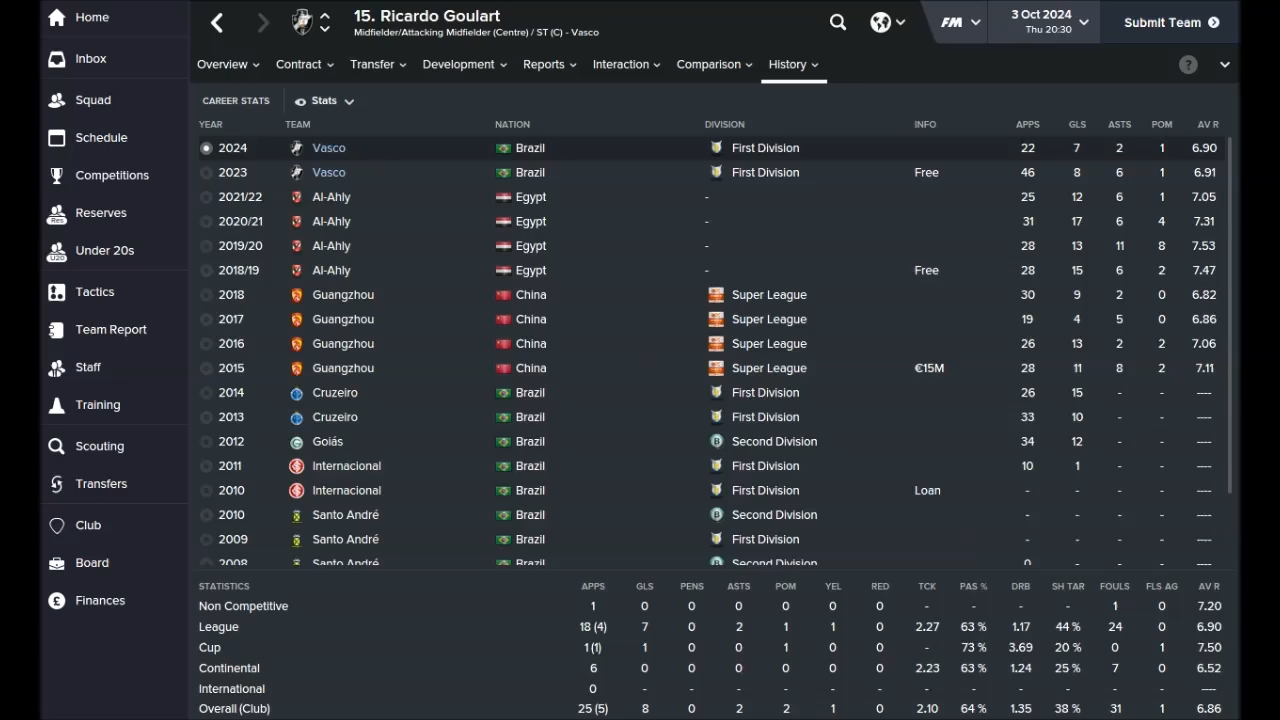 Home
Inbox
Squad
Schedule
Competitions
Res
Reserves
U20
Under 20s
Tactics
Team Report
Staff
Training
Scouting
Transfers
Club
Board
£
Finances
15. Ricardo Goulart
Midfielder/Attacking Midfielder (Centre) / ST (C) - Vasco
FM
3 Oct 2024
Thu 20:30
Submit Team
Overview Contract Transfer Development Reports Interaction Comparison History ?
CAREER STATS Stats
YEAR TEAM NATION DIVISION INFO APPS GLS ASTS POM AV R
2024 Vasco Brazil First Division 22 7 2 1 6.90
2023 Vasco Brazil First Division Free 46 8 6 1 6.91
2021/22 Al-Ahly Egypt - 25 12 6 1 7.05
2020/21 Al-Ahly Egypt - 31 17 6 4 7.31
2019/20 Al-Ahly Egypt - 28 13 11 8 7.53
2018/19 Al-Ahly Egypt - Free 28 15 6 2 7.47
2018 Guangzhou China Super League 30 9 2 0 6.82
2017 Guangzhou China Super League 19 4 5 0 6.86
2016 Guangzhou China Super League 26 13 2 2 7.06
2015 Guangzhou China Super League €15M 28 11 8 2 7.11
2014 Cruzeiro Brazil First Division 26 15 - - ----
2013 Cruzeiro Brazil First Division 33 10 - - ----
2012 Goiás Brazil Second Division 34 12 - - ----
2011 Internacional Brazil First Division 10 1 - - ----
2010 Internacional Brazil First Division Loan - - - - ----
2010 Santo André Brazil Second Division - - - - ----
2009 Santo André Brazil First Division - - - - ----
2008 Santo André Brazil Second Division 0 - - - ----
STATISTICS APPS GLS PENS ASTS POM YEL RED TCK PAS % DRB SH TAR FOULS FLS AG AV R
Non Competitive 1 0 0 0 0 0 0 - - - - 1 0 7.20
League 18 (4) 7 0 2 1 1 0 2.27 63 % 1.17 44 % 24 0 6.90
Cup 1 (1) 1 0 0 1 0 0 - 73 % 3.69 20 % 0 1 7.50
Continental 6 0 0 0 0 0 0 2.23 63 % 1.24 25 % 7 0 6.52
International 0 - - - - - - - - - - - - ----
Overall (Club) 25 (5) 8 0 2 2 1 0 2.10 64 % 1.35 38 % 31 1 6.86